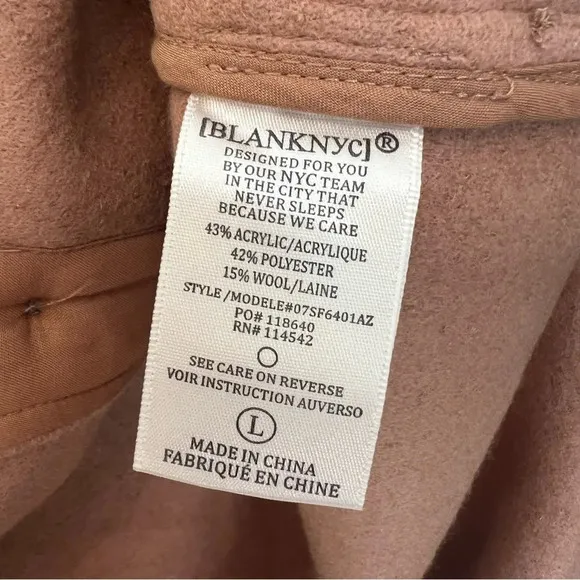 [BLANKNYC]®
DESIGNED FOR YOU
BY OUR NYC TEAM
IN THE CITY THAT
NEVER SLEEPS
BECAUSE WE CARE
43% ACRYLIC/ACRYLIQUE
42% POLYESTER
15% WOOL/LAINE
STYLE/MODELE#07SF6401AZ
PO# 118640
RN# 114542
SEE CARE ON REVERSE
VOIR INSTRUCTION AUVERSO
L
MADE IN CHINA
FABRIQUÉ EN CHINE